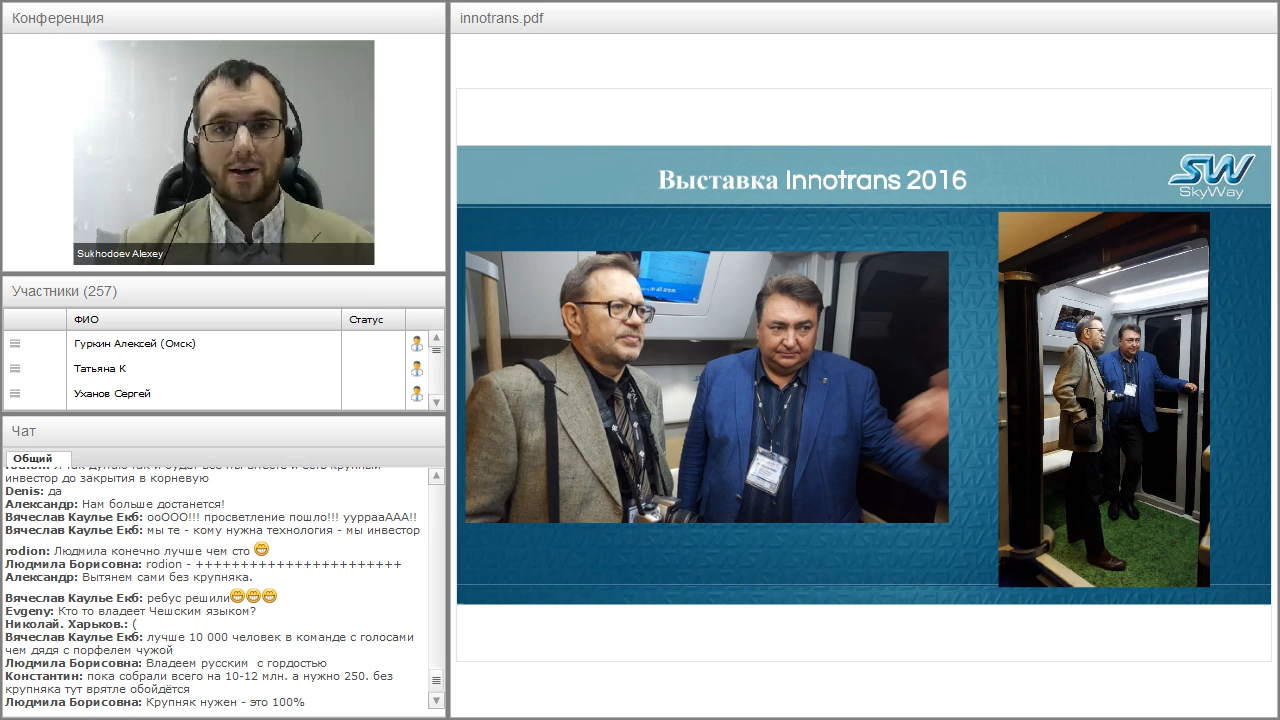 Конференция
Sukhodoev Alexey
Участники (257)
ФИО
Статус
Гуркин Алексей (Омск)
Татьяна К
Уханов Сергей
Чат
Общий
инвестор до закрытия в корневую
Denis: да
Александр: Нам больше достанется!
Вячеслав Каулье Екб: ооООО!!! просветление пошло!!! ууррааААА!!
Вячеслав Каулье Екб: мы те - кому нужна технология - мы инвестор
rodion: Людмила конечно лучше чем сто
Людмила Борисовна: rodion - +++++++++++++++++++++++
Александр: Вытянем сами без крупняка.
Вячеслав Каулье Екб: ребус решили
Evgeny: Кто то владеет Чешским языком?
Николай. Харьков.: (
Вячеслав Каулье Екб: лучше 10 000 человек в команде с голосами
чем дядя с порфелем чужой
Людмила Борисовна: Владеем русским с гордостью
Константин: пока собрали всего на 10-12 млн. а нужно 250. без
крупняка тут врятле обойдётся
Людмила Борисовна: Крупняк нужен - это 100%
innotrans.pdf
Выставка Innotrans 2016
SW
SkyWay
in all areas